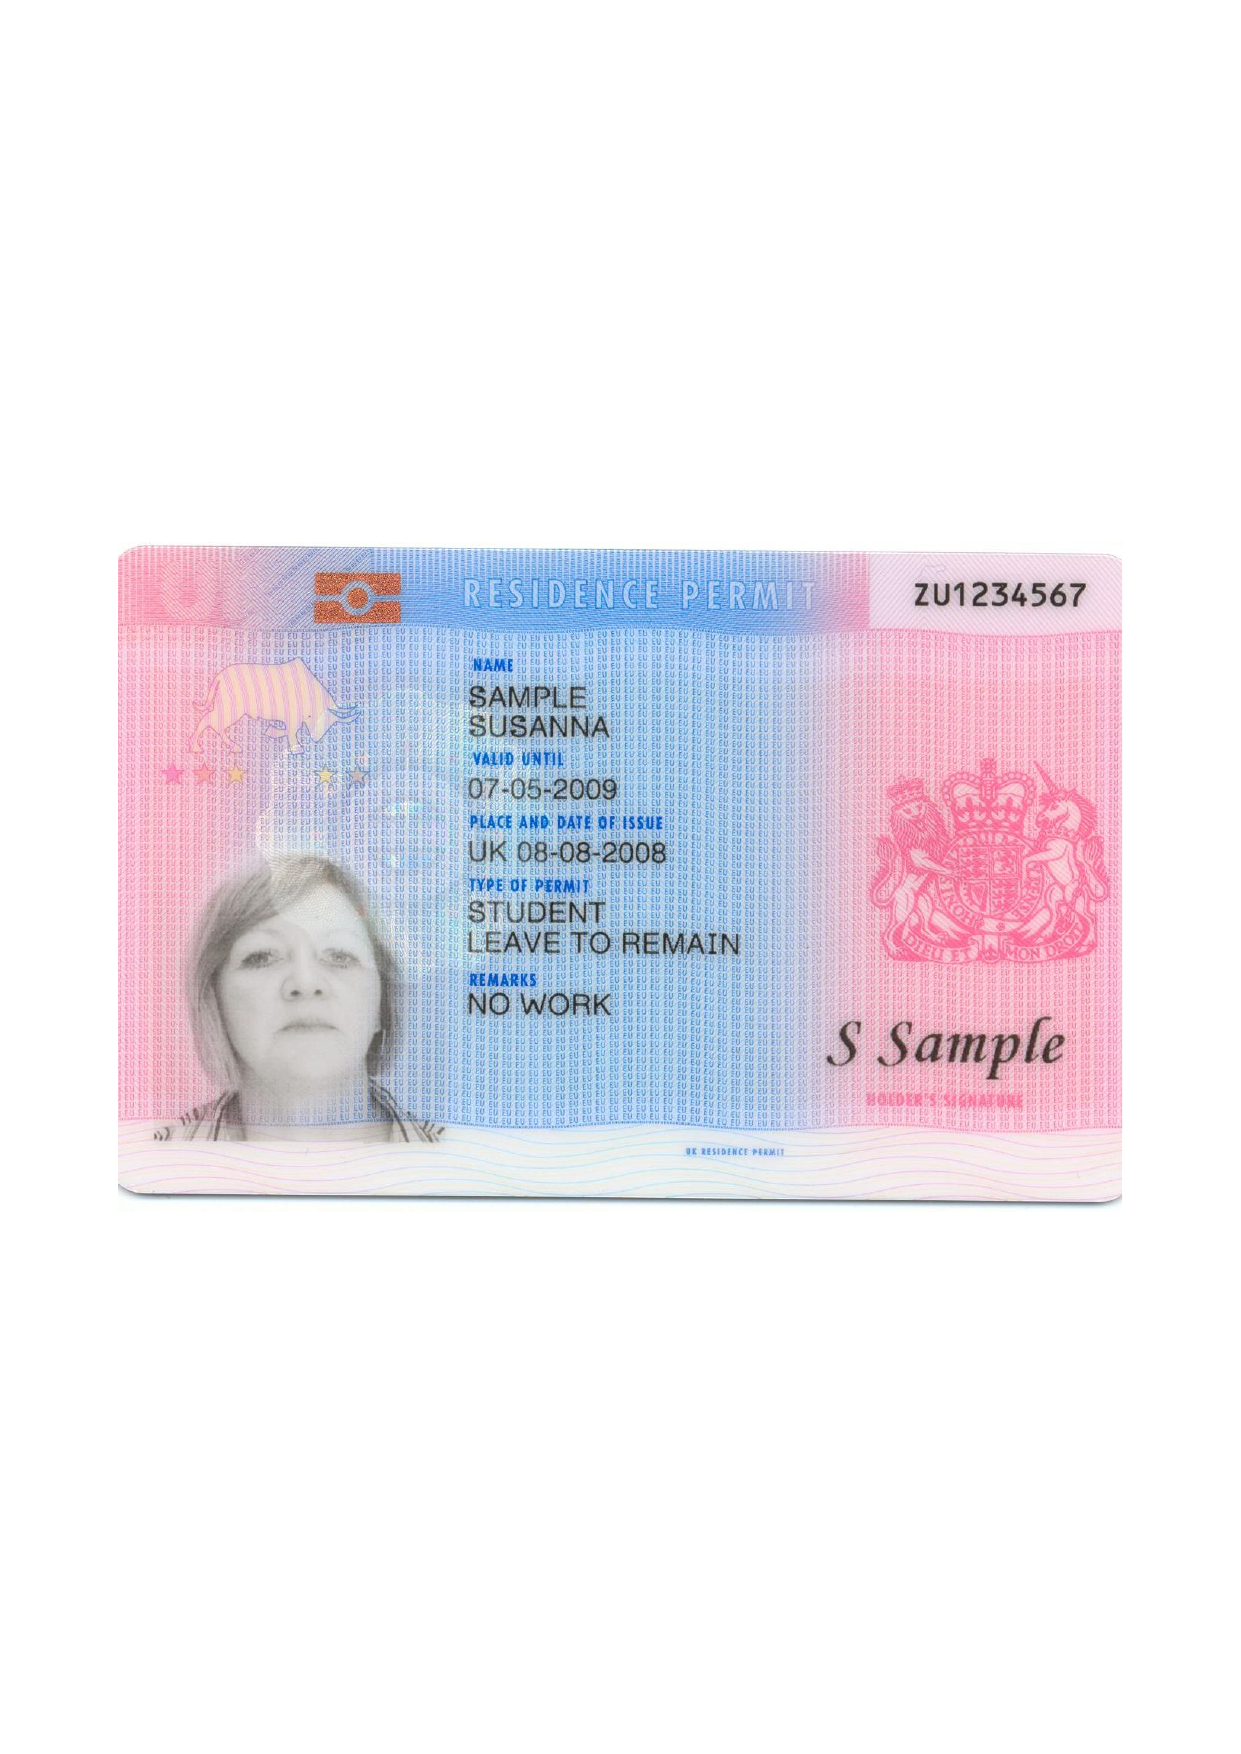 RESIDENCE PERMIT
ZU1234567
NAME
SAMPLE
SUSANNA
VALID UNTIL
07-05-2009
PLACE AND DATE OF ISSUE
UK 08-08-2008
TYPE OF PERMIT
STUDENT
LEAVE TO REMAIN
REMARKS
NO WORK
DIEU ET MON DROIT
S Sample
HOLDER'S SIGNATURE
UK RESIDENCE PERMIT